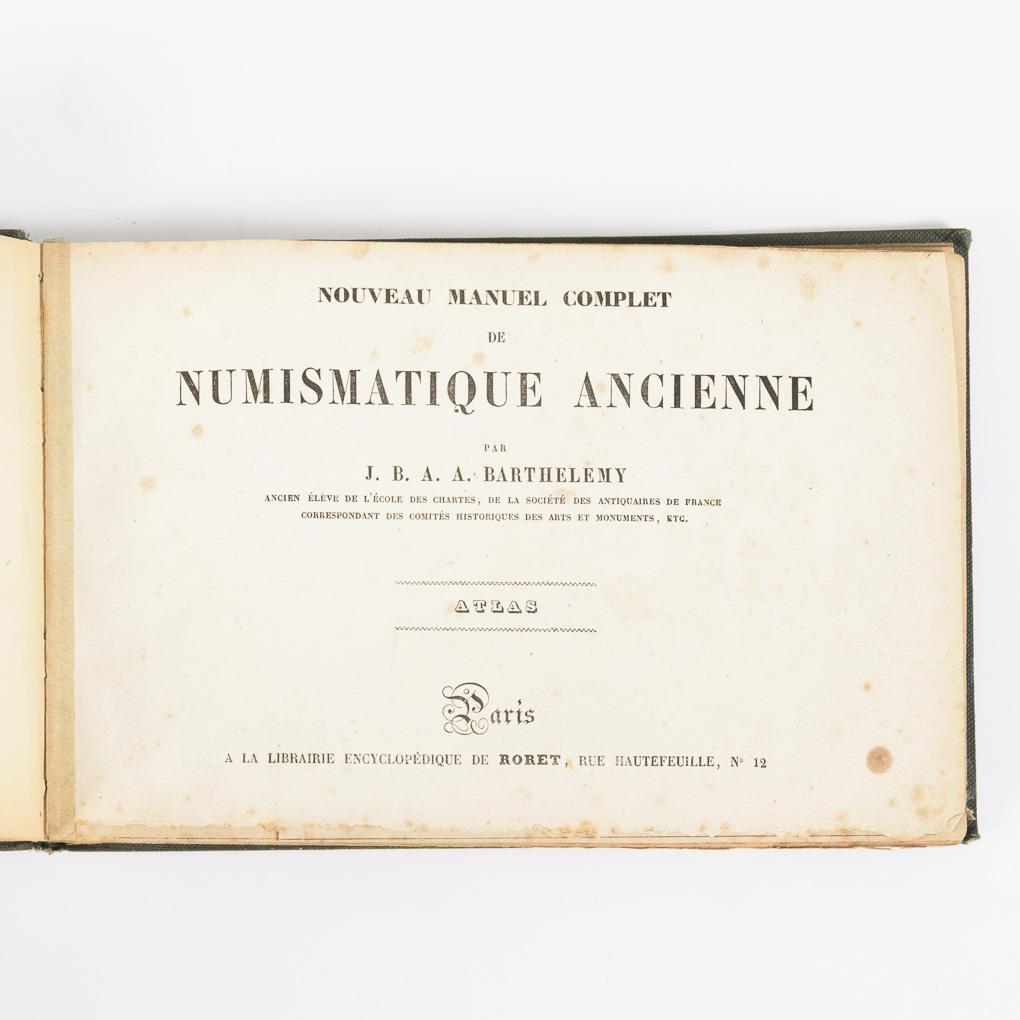 NOUVEAU MANUEL COMPLET
DE
NUMISMATIQUE ANCIENNE
PAR
J. B. A. A. BARTHELEMY
ANCIEN ÉLÈVE DE L'ÉCOLE DES CHARTES, DE LA SOCIÉTÉ DES ANTIQUAIRES DE FRANCE
CORRESPONDANT DES COMITÉS HISTORIQUES DES ARTS ET MONUMENTS, ETC.
ATLAS
Paris
A LA LIBRAIRIE ENCYCLOPÉDIQUE DE RORET, RUE HAUTEFEUILLE, No 12